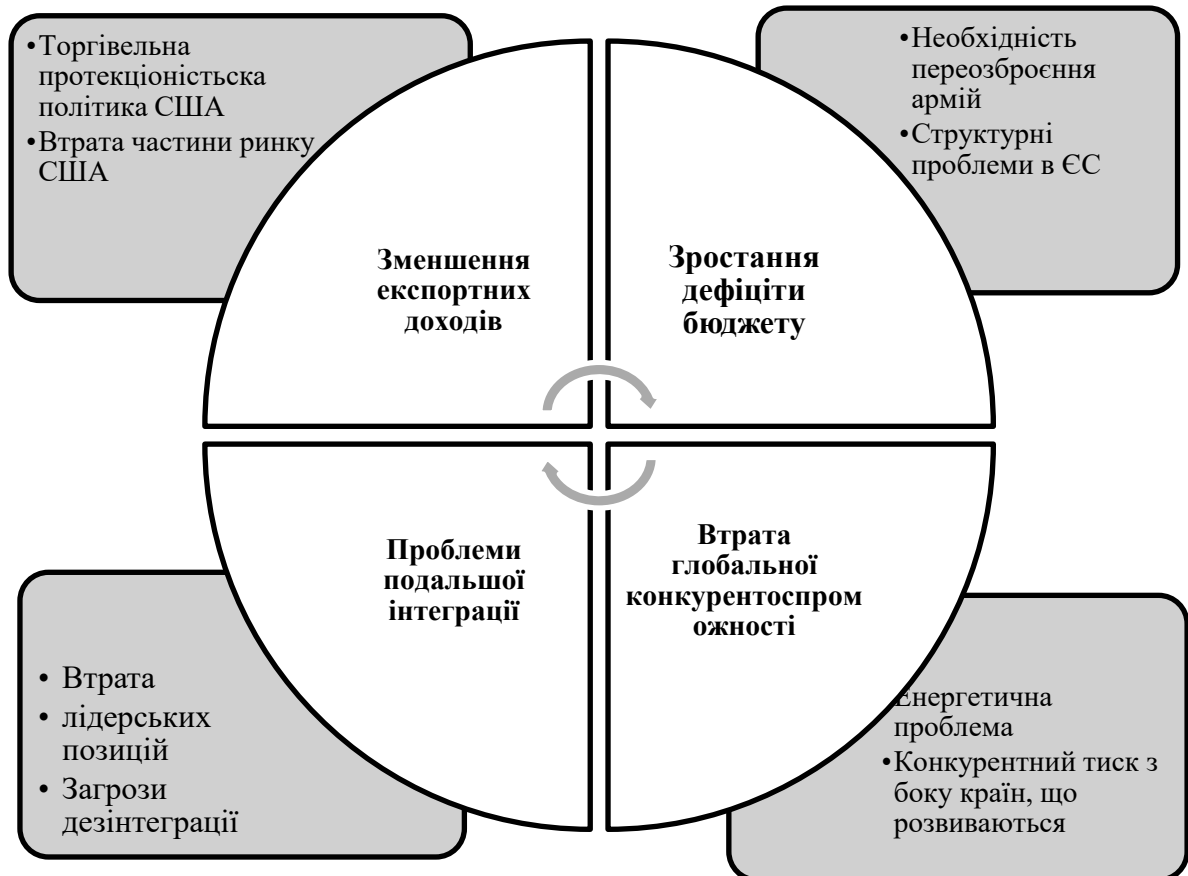 •Торгівельна
протекціоністьска
політика США
•Втрата частини ринку
США
•Необхідність
переозброєння
армій
•Структурні
проблеми в ЄС
Зменшення
експортних
доходів
Зростання
дефіціти
бюджету
Проблеми
подальшої
інтеграції
Втрата
глобальної
конкурентоспром
ожності
• Втрата
• лідерських
позицій
• Загрози
дезінтеграції
Енергетична
проблема
•Конкурентний тиск з
боку країн, що
розвиваються